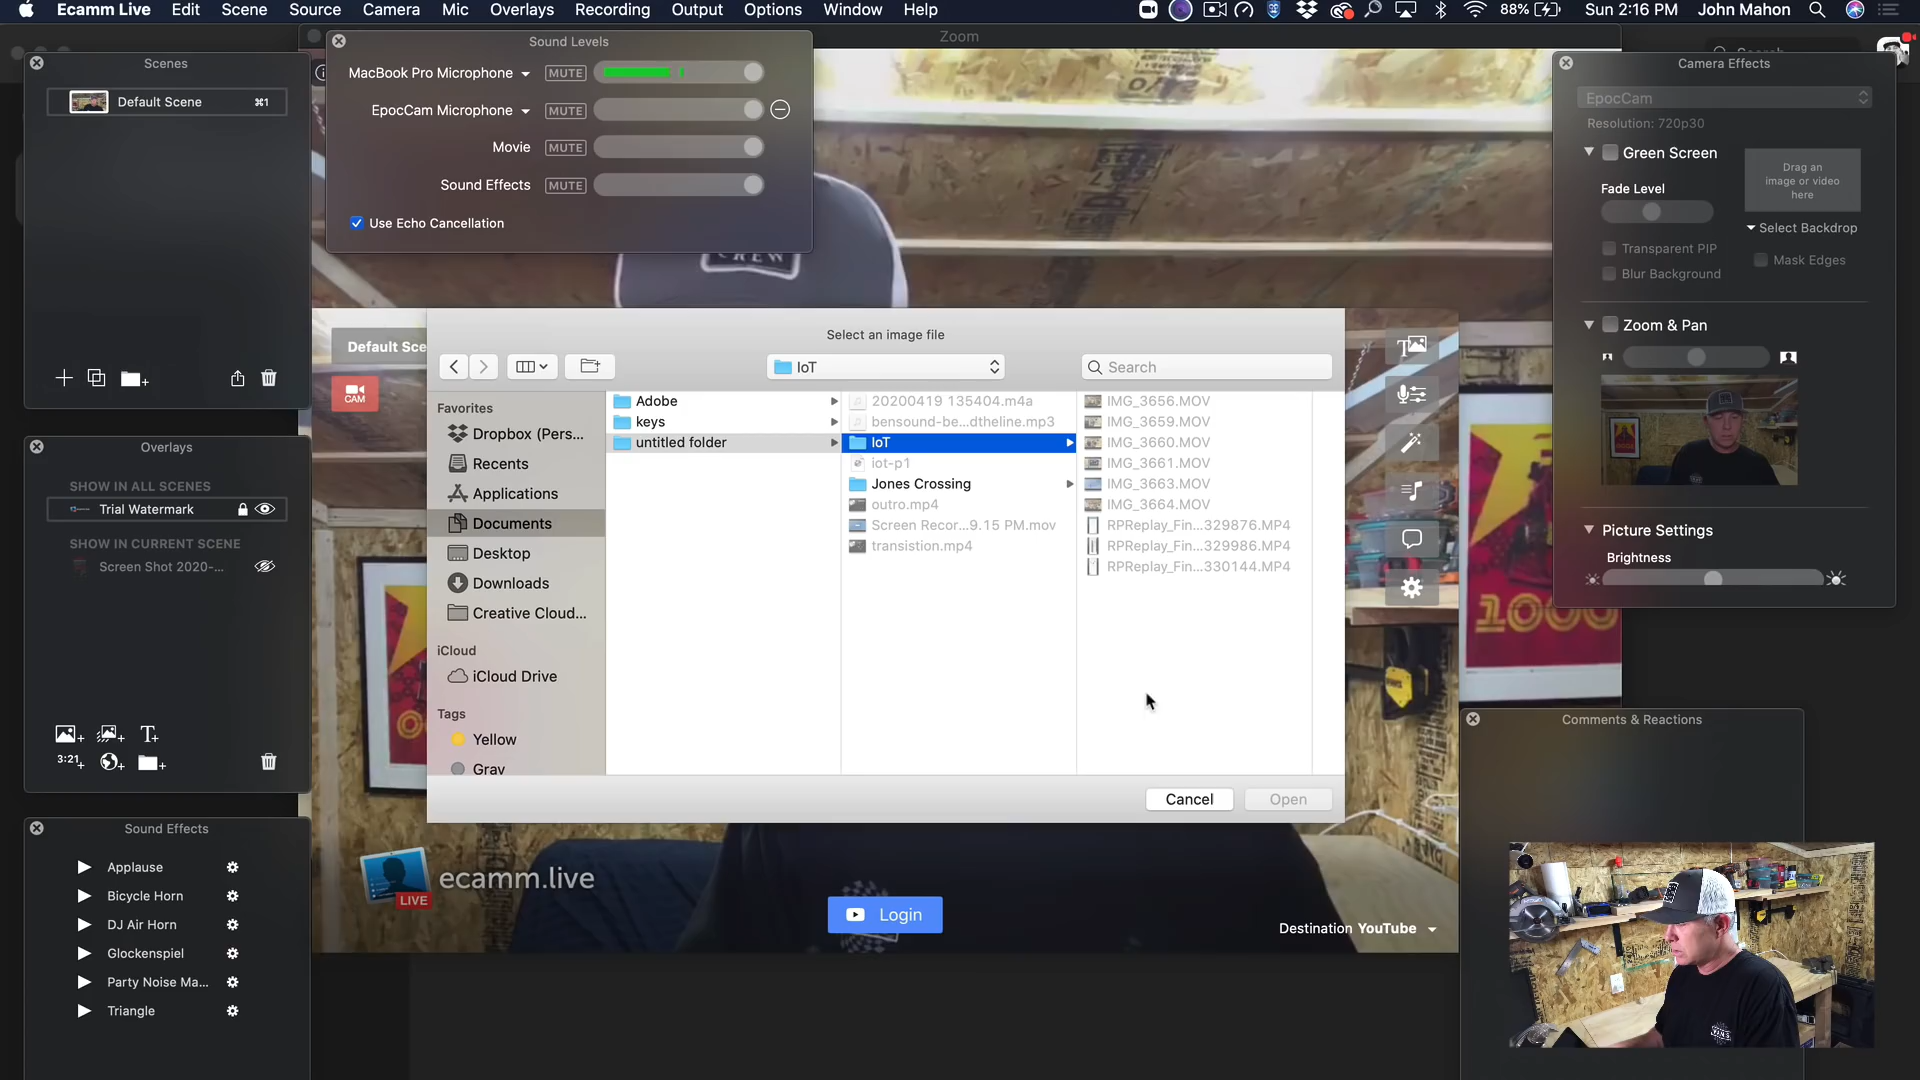 Ecamm Live Edit Scene Source Camera Mic Overlays Recording Output Options Window Help 88% Sun 2:16 PM John Mahon
Zoom
Search
Scenes
Default Scene ⌘1
Sound Levels
MacBook Pro Microphone MUTE
EpocCam Microphone MUTE
Movie MUTE
Sound Effects MUTE
Use Echo Cancellation
Camera Effects
EpocCam
Resolution: 720p30
Green Screen
Drag an
image or video
here
Fade Level
Select Backdrop
Transparent PIP
Mask Edges
Blur Background
Zoom & Pan
Picture Settings
Brightness
CREW
Default Sce
CAM
Select an image file
IoT
Search
Favorites
Dropbox (Pers...
Recents
Applications
Documents
Desktop
Downloads
Creative Cloud...
iCloud
iCloud Drive
Tags
Yellow
Gray
Adobe
keys
untitled folder
20200419 135404.m4a
bensound-be...dtheline.mp3
IoT
iot-p1
Jones Crossing
outro.mp4
Screen Recor...9.15 PM.mov
transistion.mp4
IMG_3656.MOV
IMG_3659.MOV
IMG_3660.MOV
IMG_3661.MOV
IMG_3663.MOV
IMG_3664.MOV
RPReplay_Fin...329876.MP4
RPReplay_Fin...329986.MP4
RPReplay_Fin...330144.MP4
Cancel
Open
Overlays
SHOW IN ALL SCENES
Trial Watermark
SHOW IN CURRENT SCENE
Screen Shot 2020-...
3:21+
Sound Effects
Applause
Bicycle Horn
DJ Air Horn
Glockenspiel
Party Noise Ma...
Triangle
ecamm.live
LIVE
Login
Destination YouTube
1000
Comments & Reactions